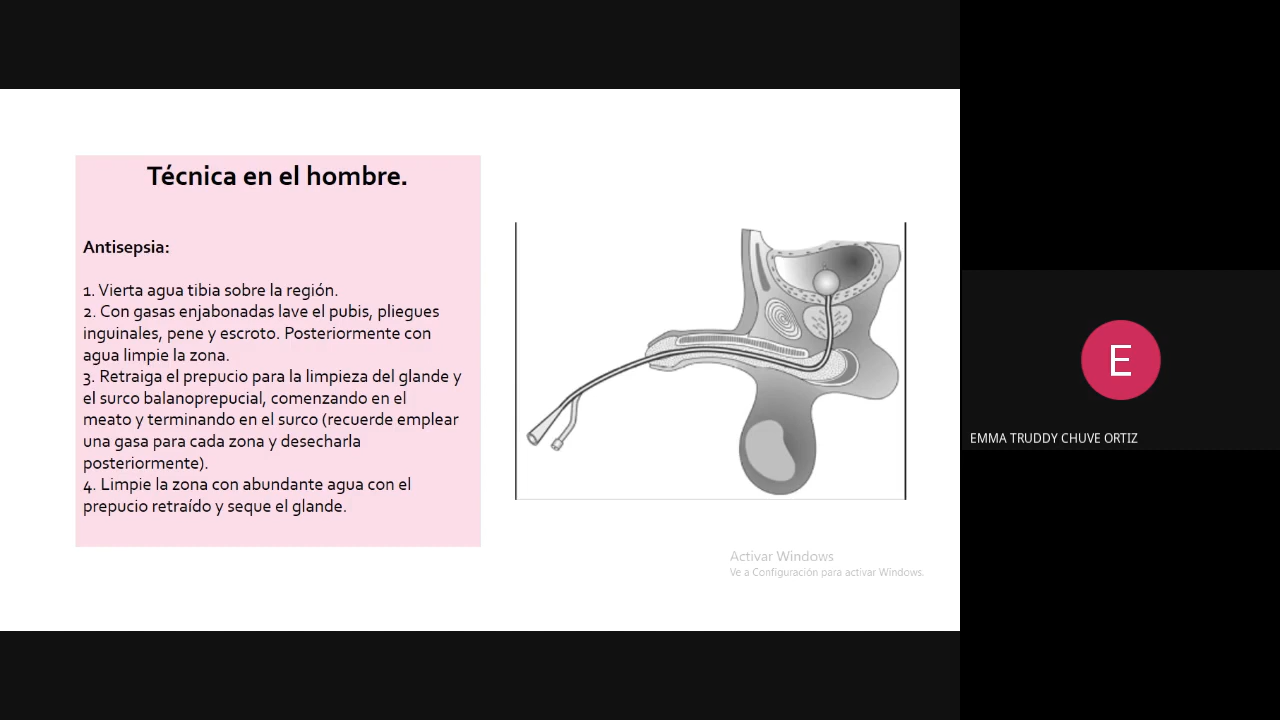 Técnica en el hombre.
Antisepsia:
1. Vierta agua tibia sobre la región.
2. Con gasas enjabonadas lave el pubis, pliegues
inguinales, pene y escroto. Posteriormente con
agua limpie la zona.
3. Retraiga el prepucio para la limpieza del glande y
el surco balanoprepucial, comenzando en el
meato y terminando en el surco (recuerde emplear
una gasa para cada zona y desecharla
posteriormente).
4. Limpie la zona con abundante agua con el
prepucio retraído y seque el glande.
Activar Windows
Ve a Configuración para activar Windows.
E
EMMA TRUDDY CHUVE ORTIZ